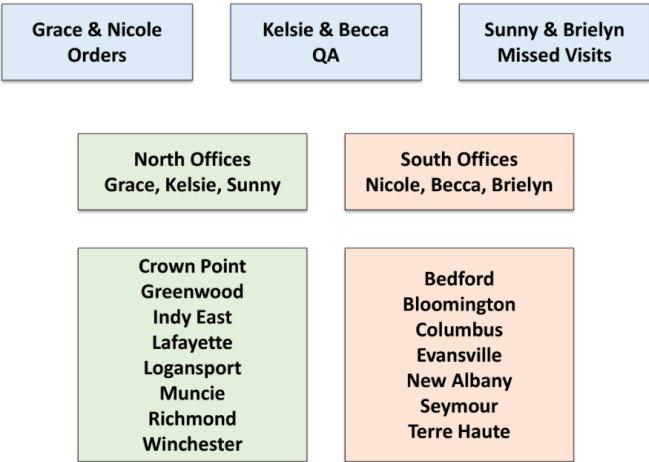 Grace & Nicole
Orders
Kelsie & Becca
QA
Sunny & Brielyn
Missed Visits
North Offices
Grace, Kelsie, Sunny
South Offices
Nicole, Becca, Brielyn
Crown Point
Greenwood
Indy East
Lafayette
Logansport
Muncie
Richmond
Winchester
Bedford
Bloomington
Columbus
Evansville
New Albany
Seymour
Terre Haute